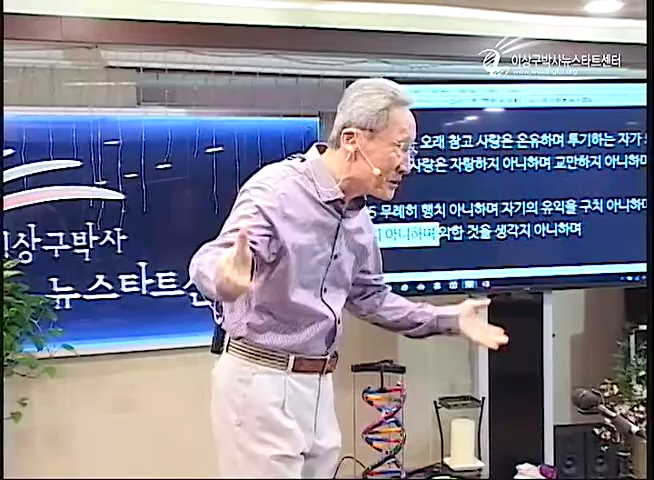 이상구박사뉴스타트센터
오래 참고 사랑은 온유하며 투기하는 자가
사랑은 자랑하지 아니하며 교만하지 아니하며
5 무례히 행치 아니하며 자기의 유익을 구치 아니하며
아니하며 악한 것을 생각지 아니하며
이상구박사
뉴스타트센